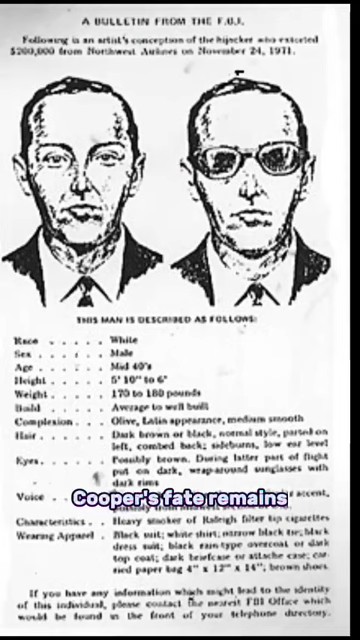 A BULLETIN FROM THE F.B.I.
Following is an artist's conception of the hijacker who extorted
$200,000 from Northwest Airlines on November 24, 1971.
THIS MAN IS DESCRIBED AS FOLLOWS:
Race . . . . . White
Sex . . . . . Male
Age . . . . . Mid 40's
Height . . . . . 5' 10" to 6'
Weight . . . . . 170 to 180 pounds
Build . . . . . Average to well built
Complexion . . . . Olive, Latin appearance, medium smooth
Hair . . . . . Dark brown or black, normal style, parted on
left, combed back; sideburns, low ear level
Eyes . . . . . Possibly brown. During latter part of flight
put on dark, wrap-around sunglasses with
dark rims
Voice accent,
Cooper's fate remains
Characteristics . . Heavy smoker of Raleigh filter tip cigarettes
Wearing Apparel . . Black suit; white shirt; narrow black tie; black
dress suit; black rain-type overcoat or dark
top coat; dark briefcase or attache case; car-
ried paper bag 4" x 12" x 14"; brown shoes.
If you have any information which might lead to the identity
of this individual, please contact the nearest FBI Office which
would be found in the front of your telephone directory.